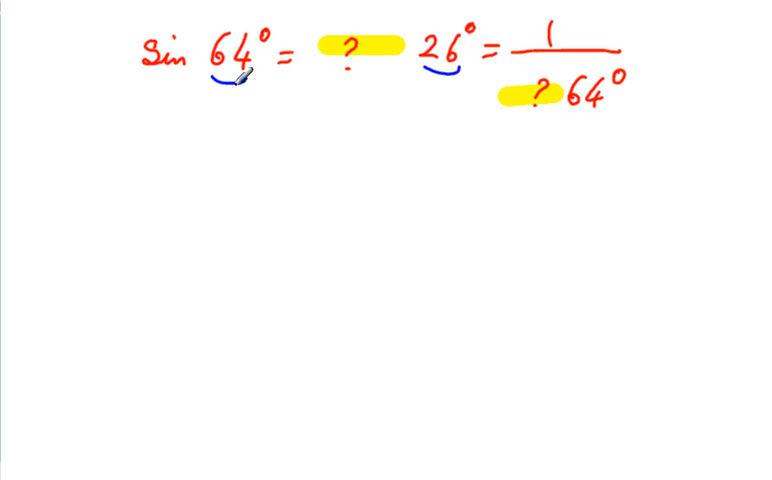 sin 64° = ? 26° = 1 / ? 64°